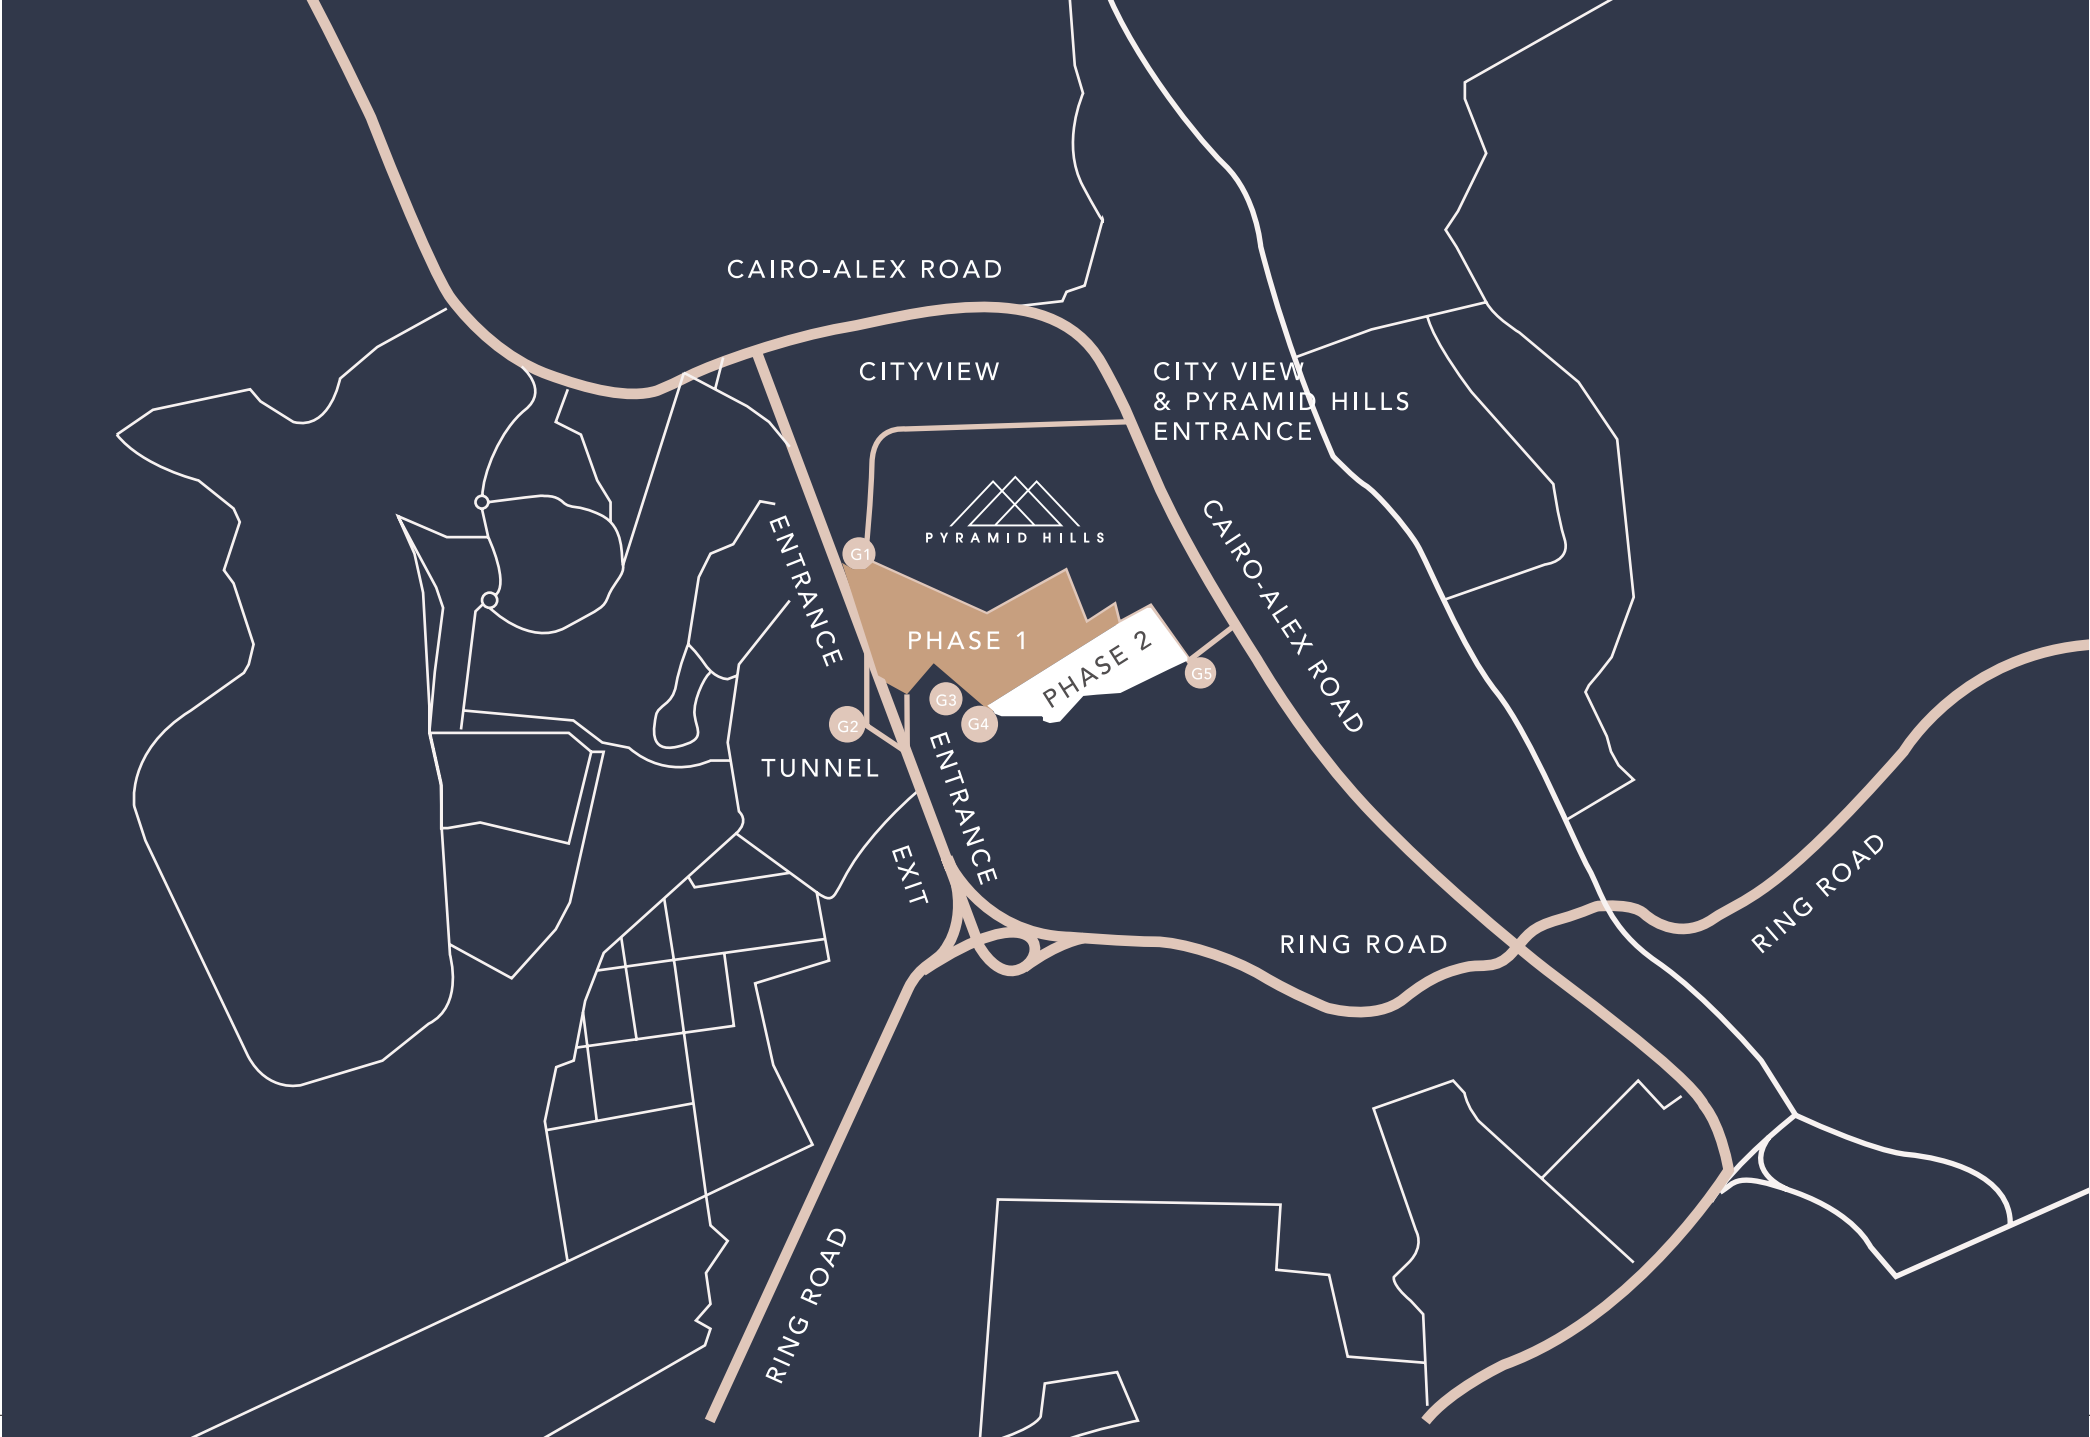 CAIRO-ALEX ROAD
CITYVIEW
CITY VIEW
& PYRAMID HILLS
ENTRANCE
PYRAMID HILLS
CAIRO-ALEX ROAD
ENTRANCE
G1
PHASE 1
PHASE 2
G5
G3
G2
G4
TUNNEL
ENTRANCE
EXIT
RING ROAD
RING ROAD
RING ROAD